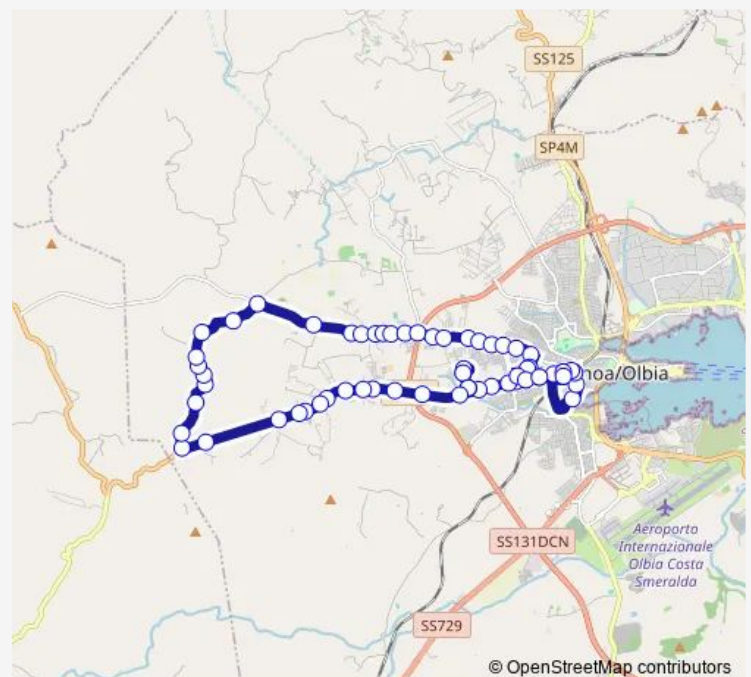 SS125
SP4M
noa/Olbia
Aeroporto
Internazionale
Olbia Costa
Smeralda
SS131DCN
SS729
© OpenStreetMap contributors